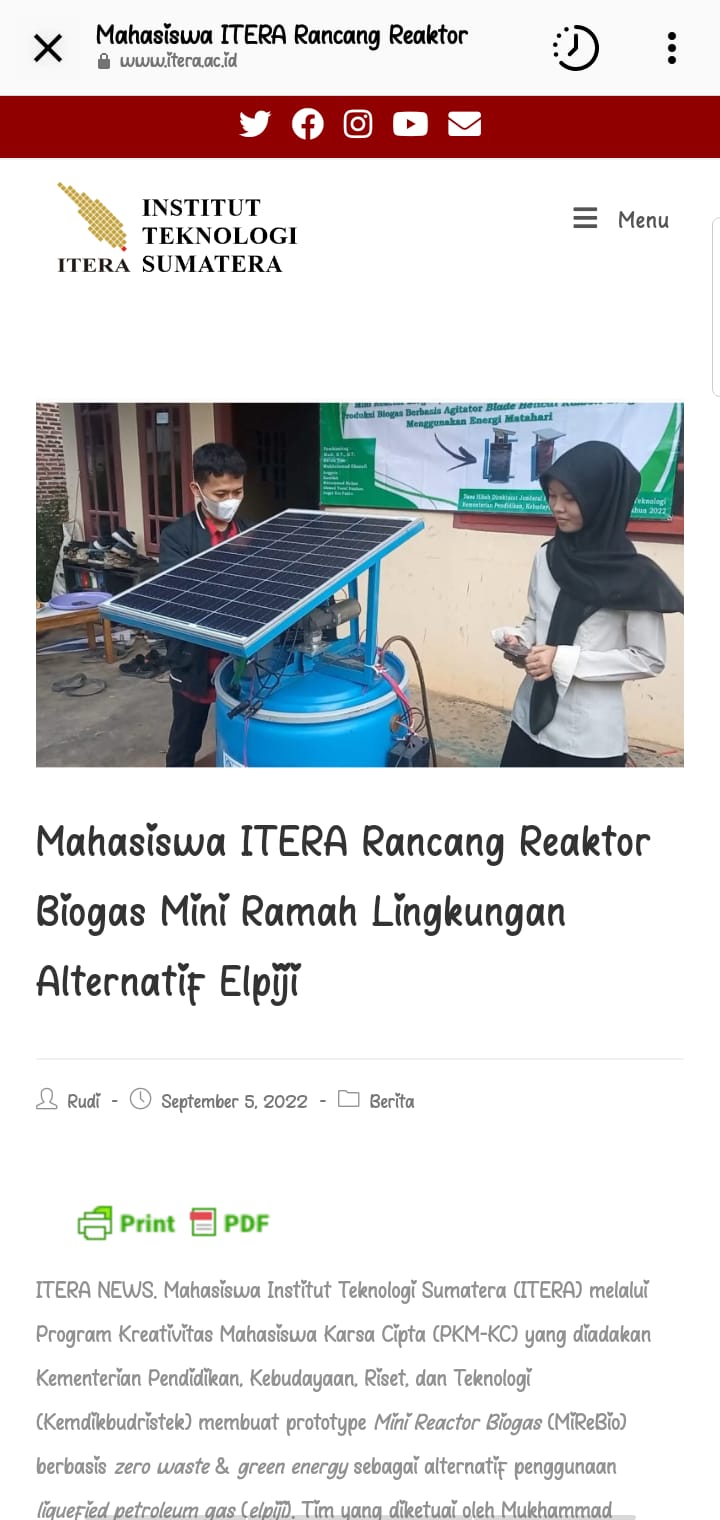 Mahasiswa ITERA Rancang Reaktor
www.itera.ac.id
INSTITUT
TEKNOLOGI
ITERA SUMATERA
Menu
Produksi Biogas Berbasis Agitator Blade Helical
Menggunakan Energi Matahari
Mahasiswa ITERA Rancang Reaktor
Biogas Mini Ramah Lingkungan
Alternatif Elpiji
Rudi - September 5, 2022 - Berita
Print PDF
ITERA NEWS. Mahasiswa Institut Teknologi Sumatera (ITERA) melalui
Program Kreativitas Mahasiswa Karsa Cipta (PKM-KC) yang diadakan
Kementerian Pendidikan, Kebudayaan, Riset, dan Teknologi
(Kemdikbudristek) membuat prototype Mini Reactor Biogas (MiReBio)
berbasis zero waste & green energy sebagai alternatif penggunaan
liquefied petroleum gas (elpiji). Tim yang diketuai oleh Mukhammad